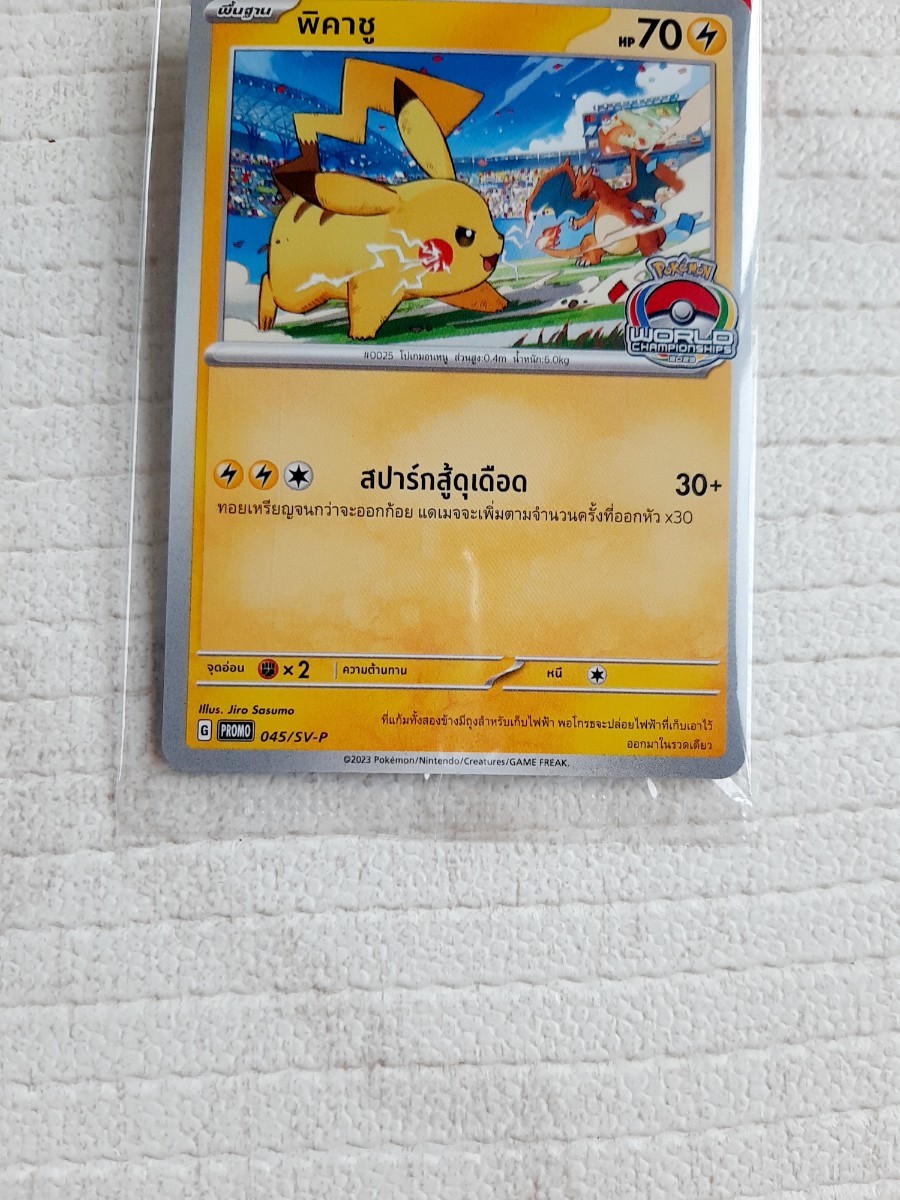 พื้นฐาน
พิคาชู
HP 70
POKÉMON
WORLD
CHAMPIONSHIPS
2023
#0025 โปเกมอนหนู ส่วนสูง:0.4m น้ำหนัก:6.0kg
สปาร์กสู้ดุเดือด 30+
ทอยเหรียญจนกว่าจะออกก้อย แดเมจจะเพิ่มตามจำนวนครั้งที่ออกหัว x30
จุดอ่อน ×2 ความต้านทาน หนี
Illus. Jiro Sasumo
G PROMO 045/SV-P
ที่แก้มทั้งสองข้างมีถุงสำหรับเก็บไฟฟ้า พอโกรธจะปล่อยไฟฟ้าที่เก็บเอาไว้
ออกมาในรวดเดียว
©2023 Pokémon/Nintendo/Creatures/GAME FREAK.